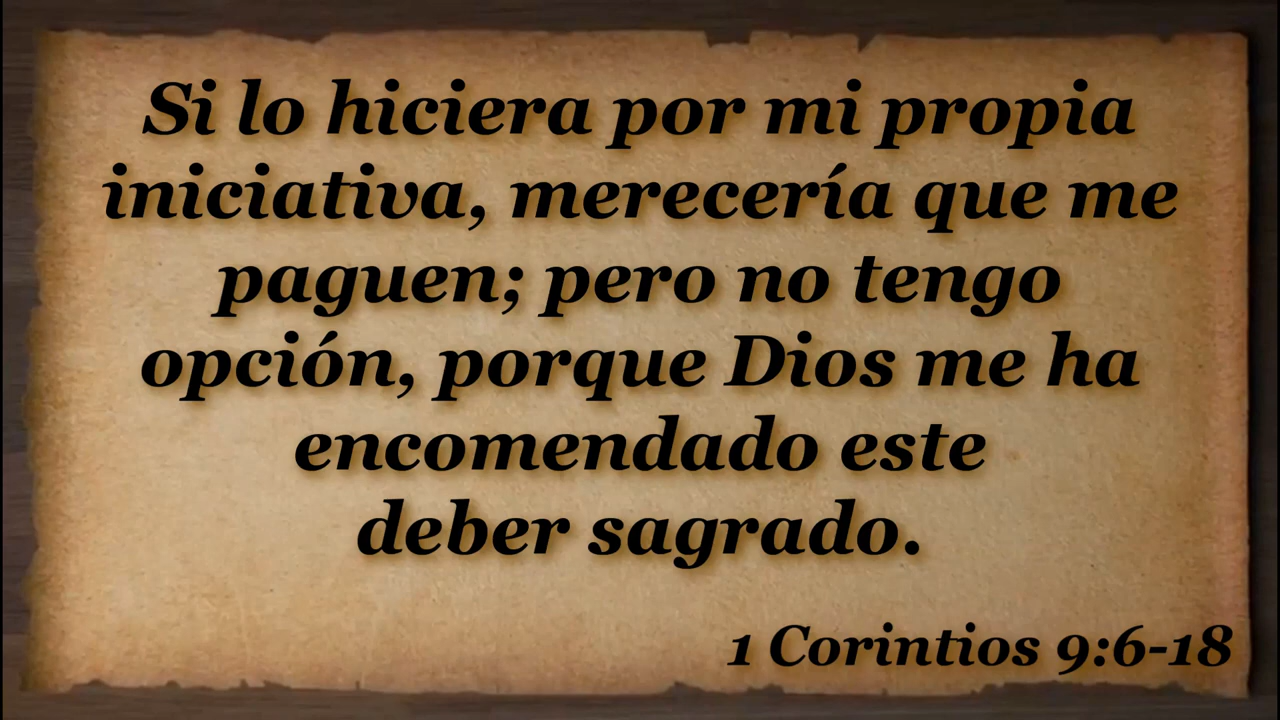 Si lo hiciera por mi propia
iniciativa, merecería que me
paguen; pero no tengo
opción, porque Dios me ha
encomendado este
deber sagrado.
1 Corintios 9:6-18